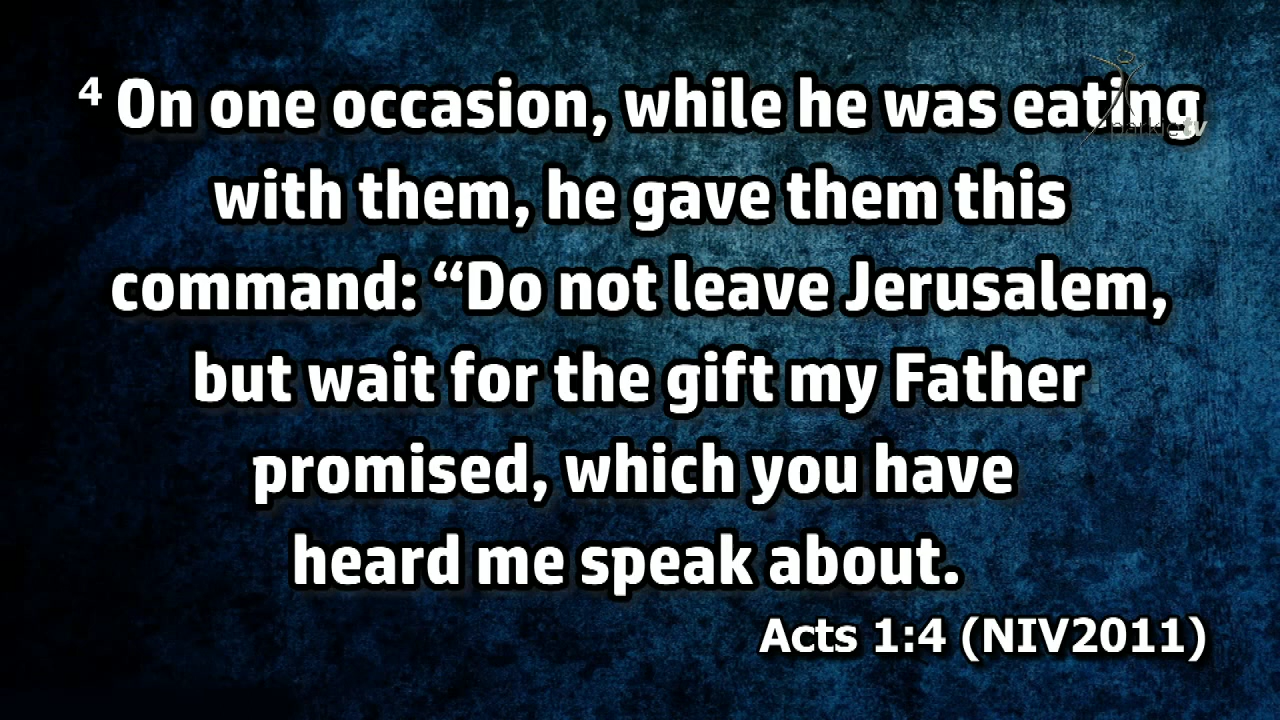 ⁴ On one occasion, while he was eating
with them, he gave them this
command: “Do not leave Jerusalem,
but wait for the gift my Father
promised, which you have
heard me speak about.
Acts 1:4 (NIV2011)
tv